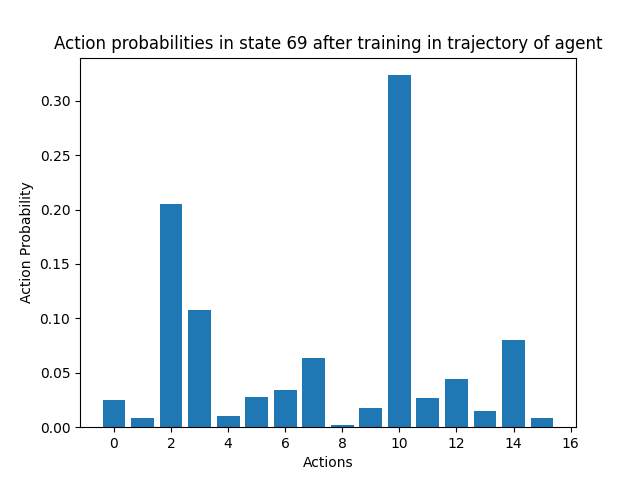 Action probabilities in state 69 after training in trajectory of agent
0.30
0.25
0.20
0.15
0.10
0.05
0.00
Action Probability
0 2 4 6 8 10 12 14 16
Actions